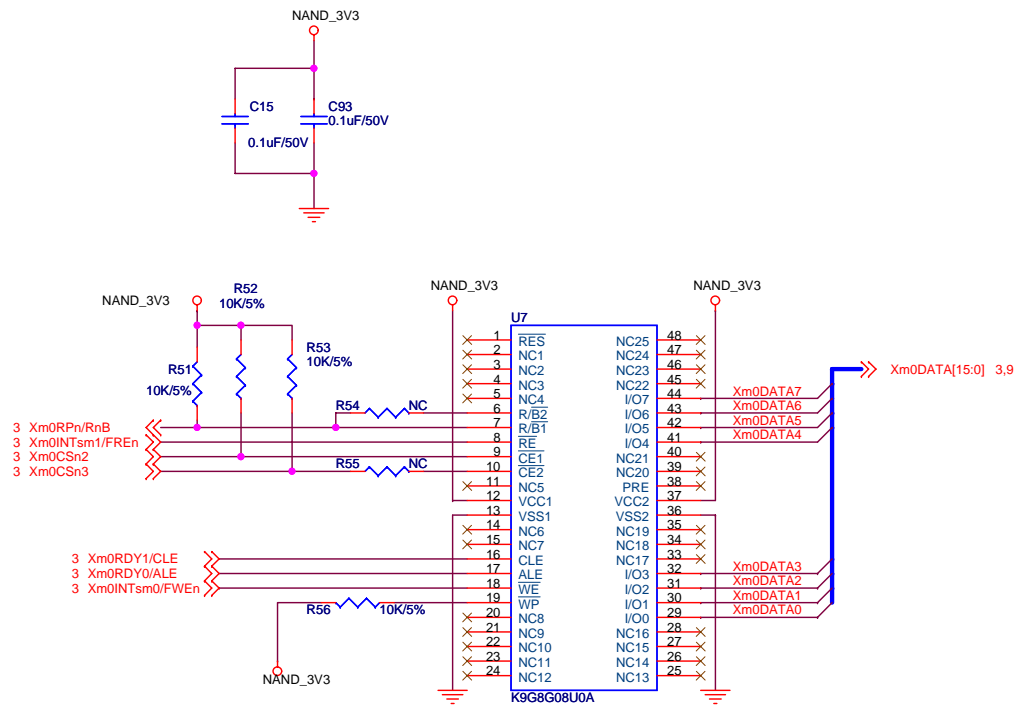 NAND_3V3
C15
C93
0.1uF/50V
0.1uF/50V
NAND_3V3
R52
10K/5%
NAND_3V3
NAND_3V3
R51
10K/5%
R53
10K/5%
R54
NC
R55
NC
3 Xm0RPn/RnB
3 Xm0INTsm1/FREn
3 Xm0CSn2
3 Xm0CSn3
3 Xm0RDY1/CLE
3 Xm0RDY0/ALE
3 Xm0INTsm0/FWEn
R56
10K/5%
NAND_3V3
U7
1 RES NC25 48
2 NC1 NC24 47
3 NC2 NC23 46
4 NC3 NC22 45
5 NC4 I/O7 44 Xm0DATA7
6 R/B2 I/O6 43 Xm0DATA6
7 R/B1 I/O5 42 Xm0DATA5
8 RE I/O4 41 Xm0DATA4
9 CE1 NC21 40
10 CE2 NC20 39
11 NC5 PRE 38
12 VCC1 VCC2 37
13 VSS1 VSS2 36
14 NC6 NC19 35
15 NC7 NC18 34
16 CLE NC17 33
17 ALE I/O3 32 Xm0DATA3
18 WE I/O2 31 Xm0DATA2
19 WP I/O1 30 Xm0DATA1
20 NC8 I/O0 29 Xm0DATA0
21 NC9 NC16 28
22 NC10 NC15 27
23 NC11 NC14 26
24 NC12 NC13 25
K9G8G08U0A
Xm0DATA[15:0] 3,9